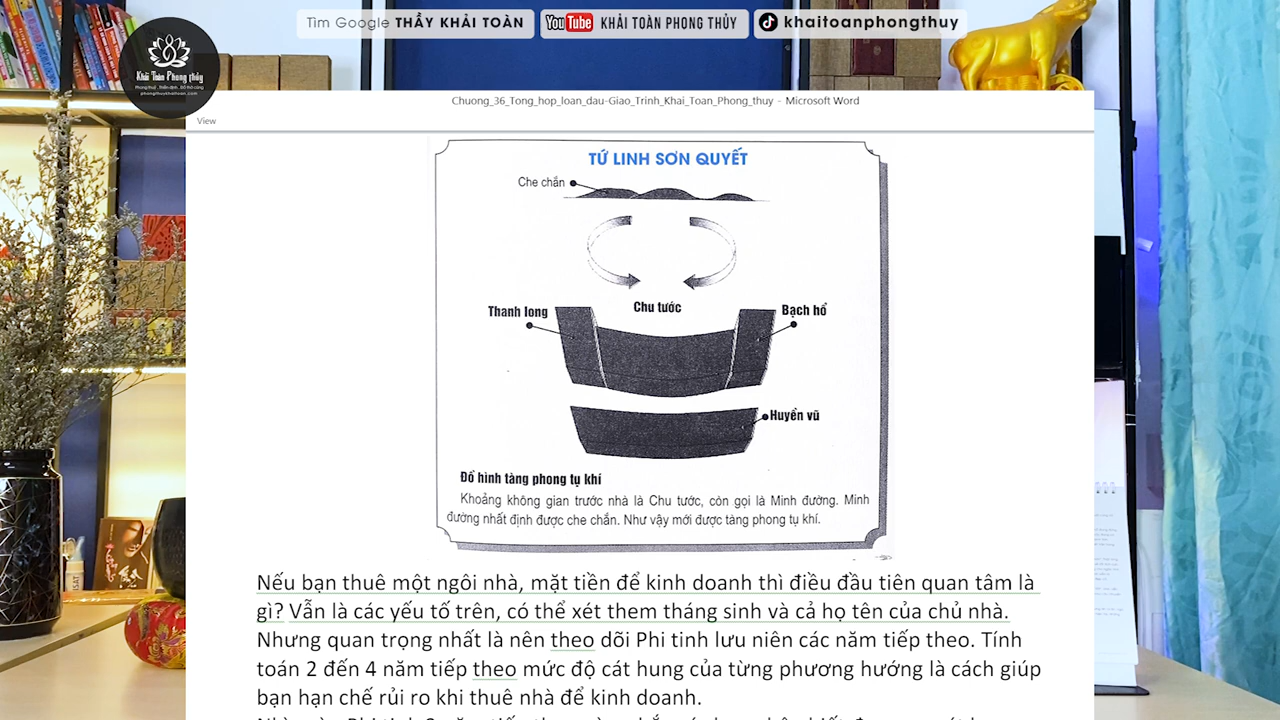 Tìm Google THẦY KHẢI TOÀN
YouTube KHẢI TOÀN PHONG THỦY
khaitoanphongthuy
Khải Toàn Phong thủy
Chuong_36_Tong_hop_loan_dau-Giao_Trinh_Khai_Toan_Phong_thuy - Microsoft Word
View
TỨ LINH SƠN QUYẾT
Che chắn
Thanh long
Chu tước
Bạch hổ
Huyền vũ
Đồ hình tàng phong tụ khí
Khoảng không gian trước nhà là Chu tước, còn gọi là Minh đường. Minh
đường nhất định được che chắn. Như vậy mới được tàng phong tụ khí.
Nếu bạn thuê một ngôi nhà, mặt tiền để kinh doanh thì điều đầu tiên quan tâm là
gì? Vẫn là các yếu tố trên, có thể xét them tháng sinh và cả họ tên của chủ nhà.
Nhưng quan trọng nhất là nên theo dõi Phi tinh lưu niên các năm tiếp theo. Tính
toán 2 đến 4 năm tiếp theo mức độ cát hung của từng phương hướng là cách giúp
bạn hạn chế rủi ro khi thuê nhà để kinh doanh.